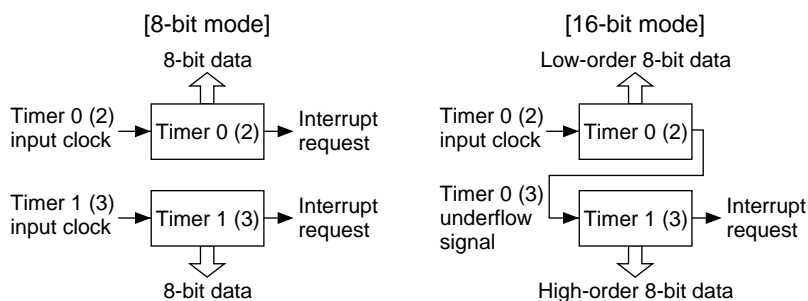 [8-bit mode]
8-bit data
Timer 0 (2)
input clock
Timer 0 (2)
Interrupt
request
Timer 1 (3)
input clock
Timer 1 (3)
Interrupt
request
8-bit data
[16-bit mode]
Low-order 8-bit data
Timer 0 (2)
input clock
Timer 0 (2)
Timer 0 (3)
underflow
signal
Timer 1 (3)
Interrupt
request
High-order 8-bit data